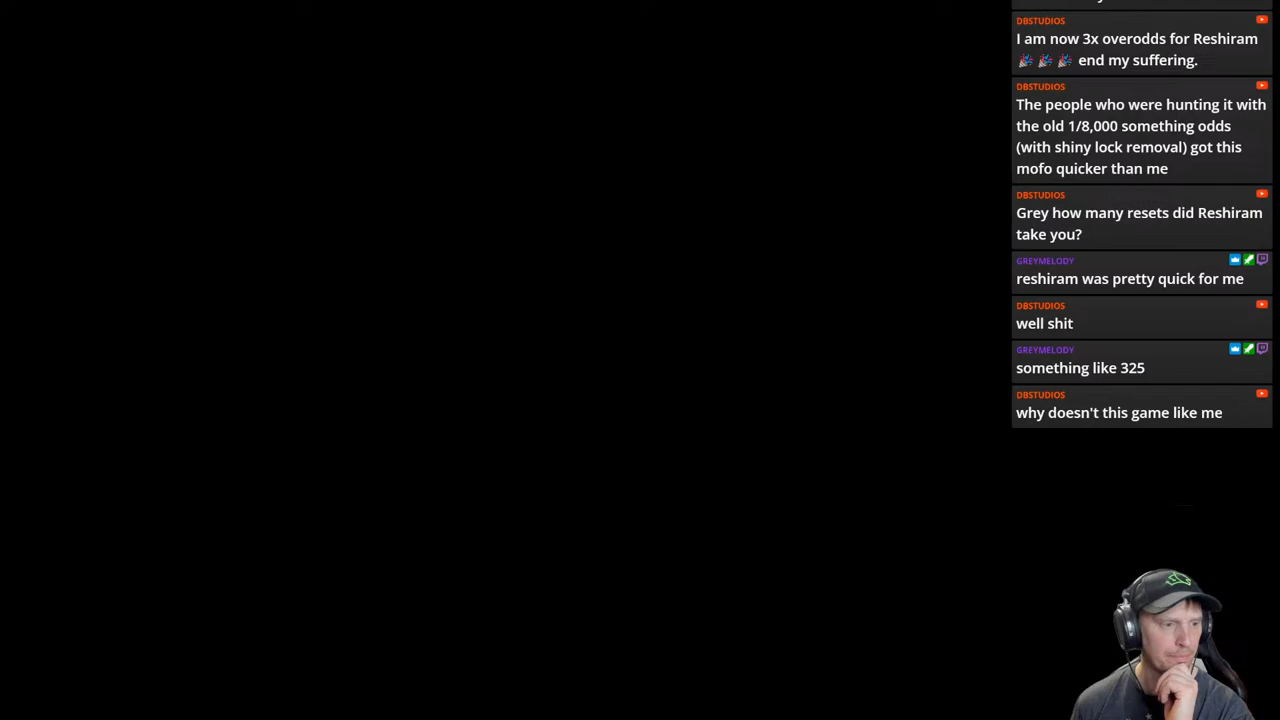 DBSTUDIOS
I am now 3x overodds for Reshiram
🎉 🎉 🎉 end my suffering.
DBSTUDIOS
The people who were hunting it with
the old 1/8,000 something odds
(with shiny lock removal) got this
mofo quicker than me
DBSTUDIOS
Grey how many resets did Reshiram
take you?
GREYMELODY
reshiram was pretty quick for me
DBSTUDIOS
well shit
GREYMELODY
something like 325
DBSTUDIOS
why doesn't this game like me